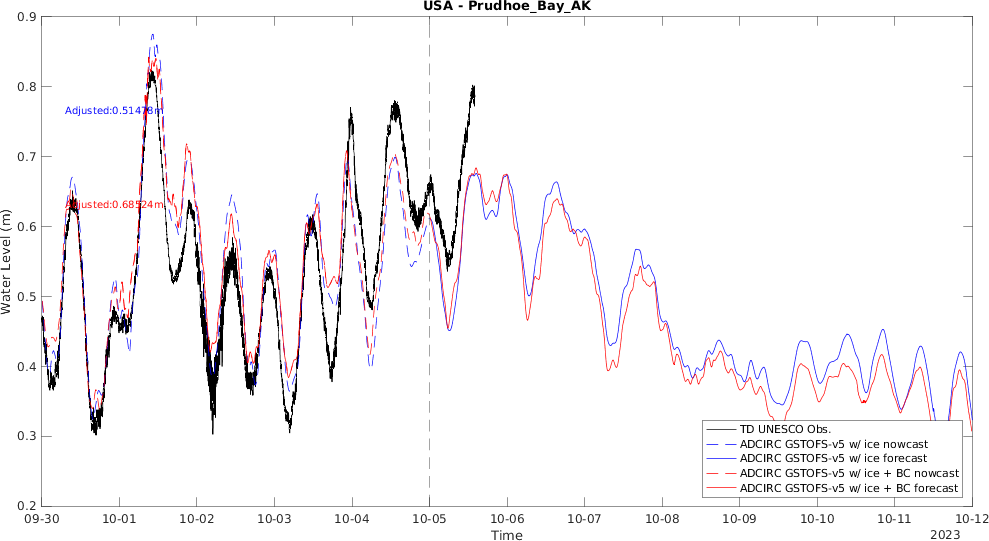 USA - Prudhoe_Bay_AK
0.9
0.8
0.7
0.6
0.5
0.4
0.3
0.2
Water Level (m)
Adjusted:0.51478m
Adjusted:0.68524m
TD UNESCO Obs.
ADCIRC GSTOFS-v5 w/ ice nowcast
ADCIRC GSTOFS-v5 w/ ice forecast
ADCIRC GSTOFS-v5 w/ ice + BC nowcast
ADCIRC GSTOFS-v5 w/ ice + BC forecast
09-30 10-01 10-02 10-03 10-04 10-05 10-06 10-07 10-08 10-09 10-10 10-11 10-12
Time
2023